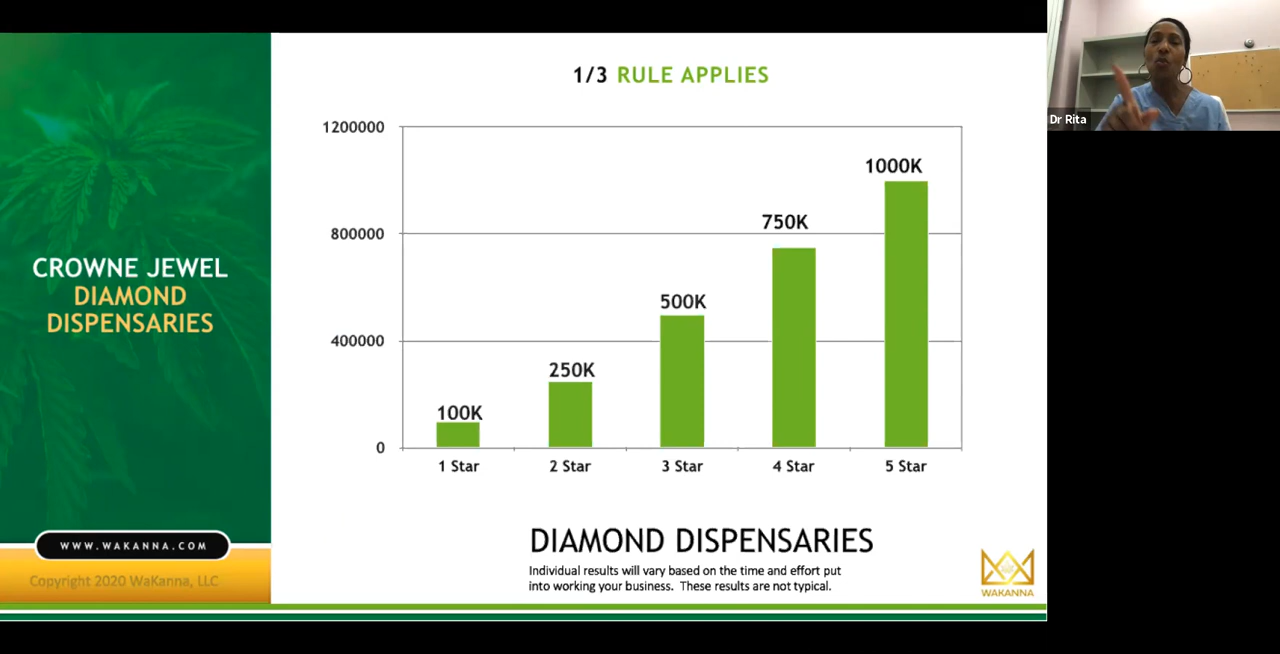 1/3 RULE APPLIES
1200000
800000
400000
0
100K
250K
500K
750K
1000K
1 Star
2 Star
3 Star
4 Star
5 Star
CROWNE JEWEL
DIAMOND
DISPENSARIES
WWW.WAKANNA.COM
Copyright 2020 WaKanna, LLC
DIAMOND DISPENSARIES
Individual results will vary based on the time and effort put
into working your business. These results are not typical.
WAKANNA
Dr Rita